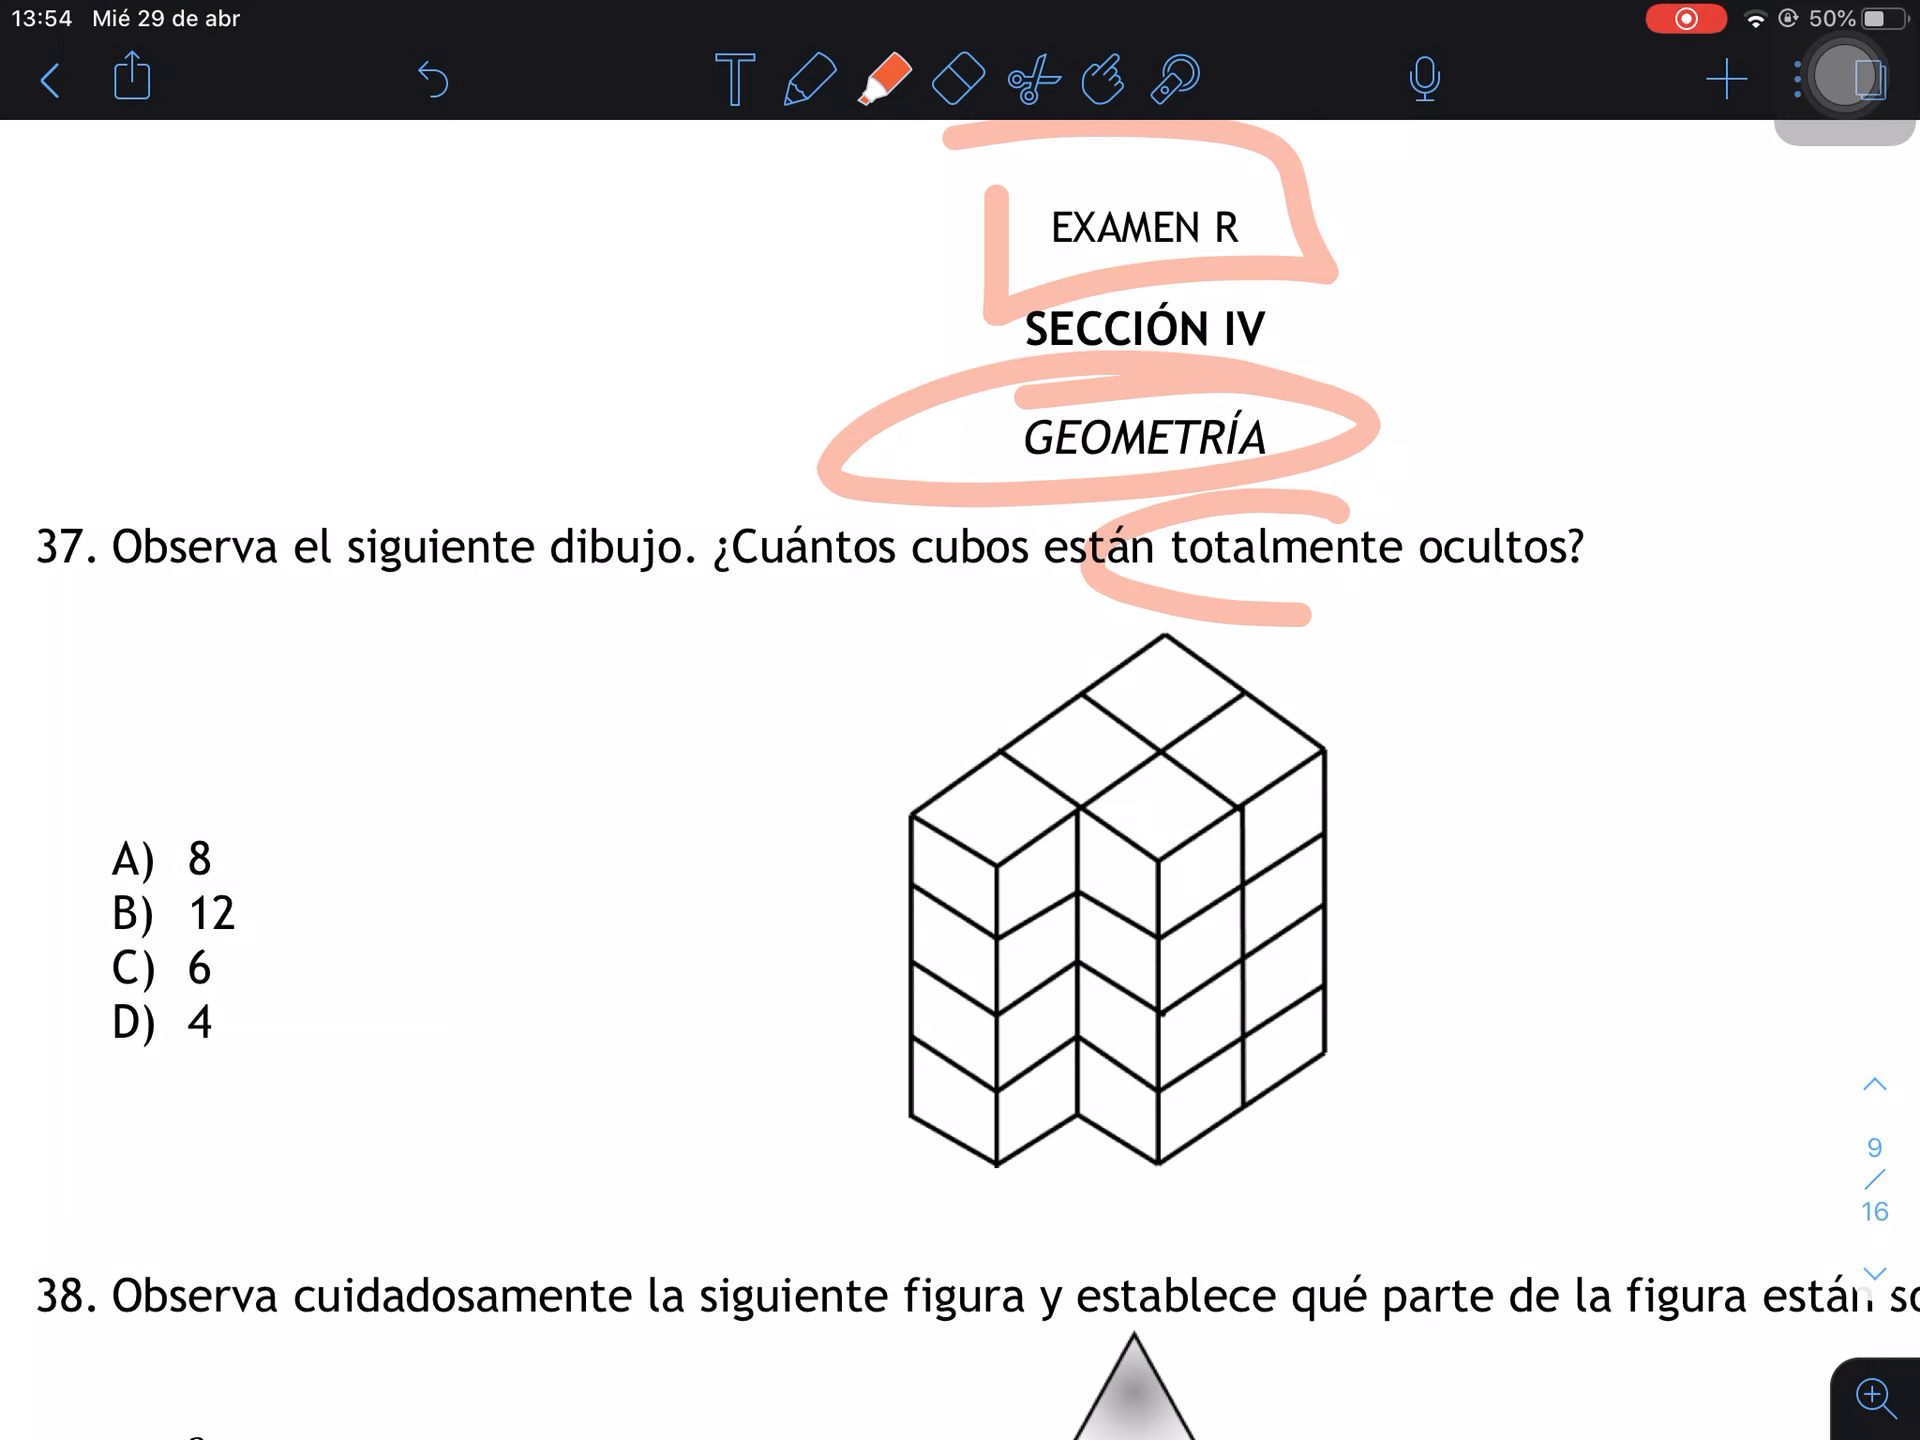 13:54 Mié 29 de abr 50%
EXAMEN R
SECCIÓN IV
GEOMETRÍA
37. Observa el siguiente dibujo. ¿Cuántos cubos están totalmente ocultos?
A) 8
B) 12
C) 6
D) 4
9
/
16
38. Observa cuidadosamente la siguiente figura y establece qué parte de la figura están